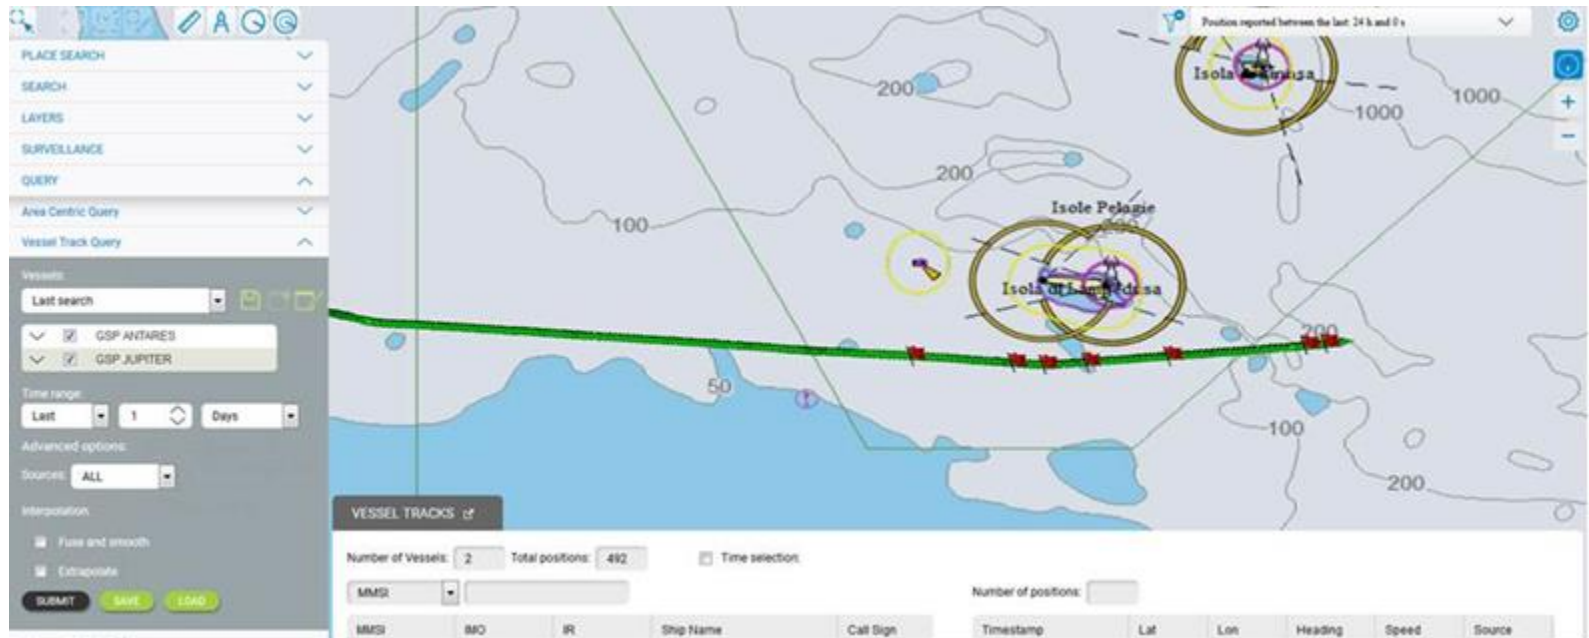 Position reported between the last: 24 h and 0 s
PLACE SEARCH
SEARCH
LAYERS
SURVEILLANCE
QUERY
Area Centric Query
Vessel Track Query
Vessels:
Last search
GSP ANTARES
GSP JUPITER
Time range:
Last 1 Days
Advanced options:
Sources: ALL
Interpolation:
Fuse and smooth
Extrapolate
SUBMIT SAVE LOAD
Isola
200
1000
1000
200
Isole Pelagie
200
100
Isola di Lampedusa
200
50
100
200
VESSEL TRACKS
Number of Vessels: 2 Total positions: 492 Time selection:
MMSI Number of positions:
MMSI IMO IR Ship Name Call Sign Timestamp Lat Lon Heading Speed Source